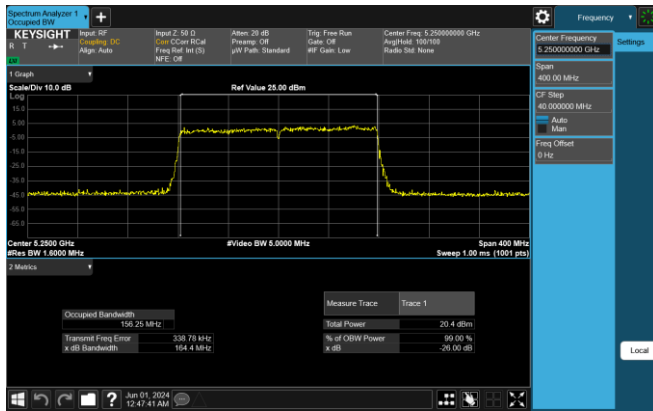 Spectrum Analyzer 1
Occupied BW
Frequency
KEYSIGHT
R T
Input: RF
Coupling: DC
Align: Auto
Input Z: 50 Ω
Corr CCorr RCal
Freq Ref: Int (S)
NFE: Off
Atten: 20 dB
Preamp: Off
µW Path: Standard
Trig: Free Run
Gate: Off
#IF Gain: Low
Center Freq: 5.250000000 GHz
Avg|Hold: 100/100
Radio Std: None
Center Frequency
5.250000000 GHz
Settings
Span
400.00 MHz
CF Step
40.000000 MHz
Auto
Man
Freq Offset
0 Hz
1 Graph
Scale/Div 10.0 dB
Ref Value 25.00 dBm
Log
15.0
5.00
-5.00
-15.0
-25.0
-35.0
-45.0
-55.0
-65.0
Center 5.2500 GHz
#Video BW 5.0000 MHz
Span 400 MHz
#Res BW 1.6000 MHz
Sweep 1.00 ms (1001 pts)
2 Metrics
Measure Trace
Trace 1
Occupied Bandwidth
156.25 MHz
Total Power
20.4 dBm
Transmit Freq Error
338.78 kHz
% of OBW Power
99.00 %
x dB Bandwidth
164.4 MHz
x dB
-26.00 dB
Local
Jun 01, 2024
12:47:41 AM